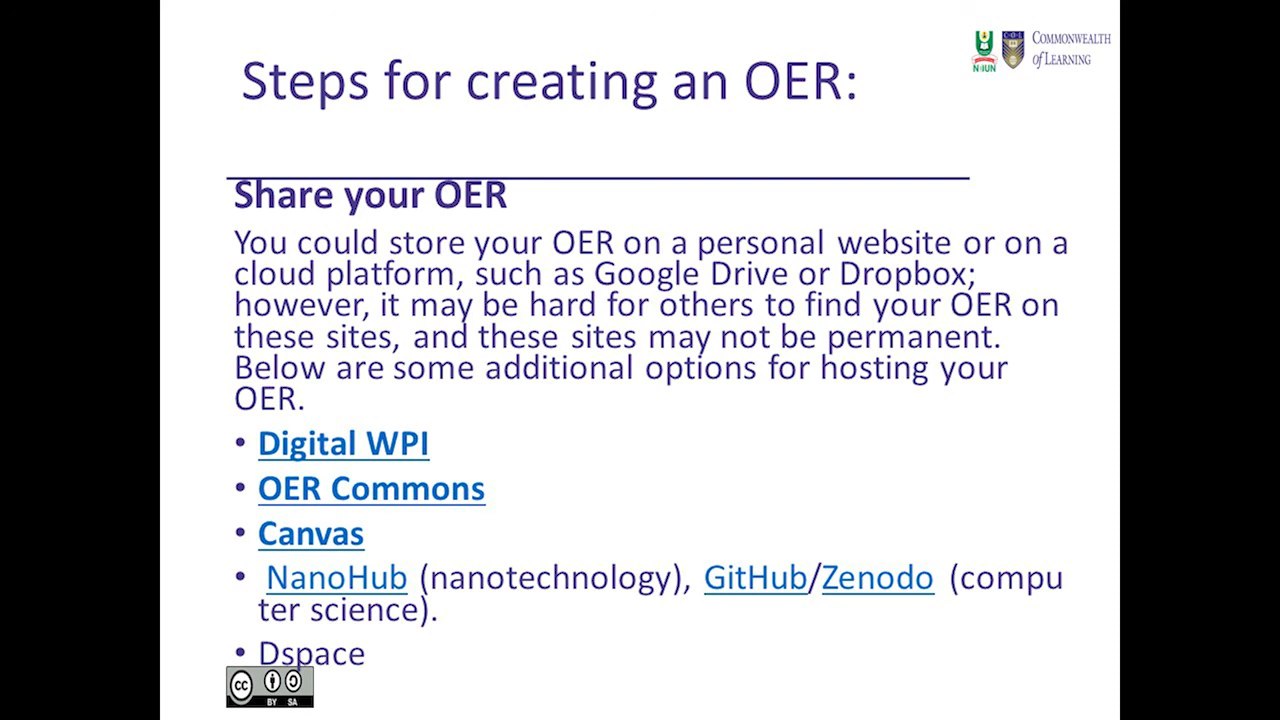 Steps for creating an OER:
NOUN
COL
COMMONWEALTH
of LEARNING
Share your OER
You could store your OER on a personal website or on a
cloud platform, such as Google Drive or Dropbox;
however, it may be hard for others to find your OER on
these sites, and these sites may not be permanent.
Below are some additional options for hosting your
OER.
• Digital WPI
• OER Commons
• Canvas
• NanoHub (nanotechnology), GitHub/Zenodo (compu
ter science).
• Dspace
cc
BY SA